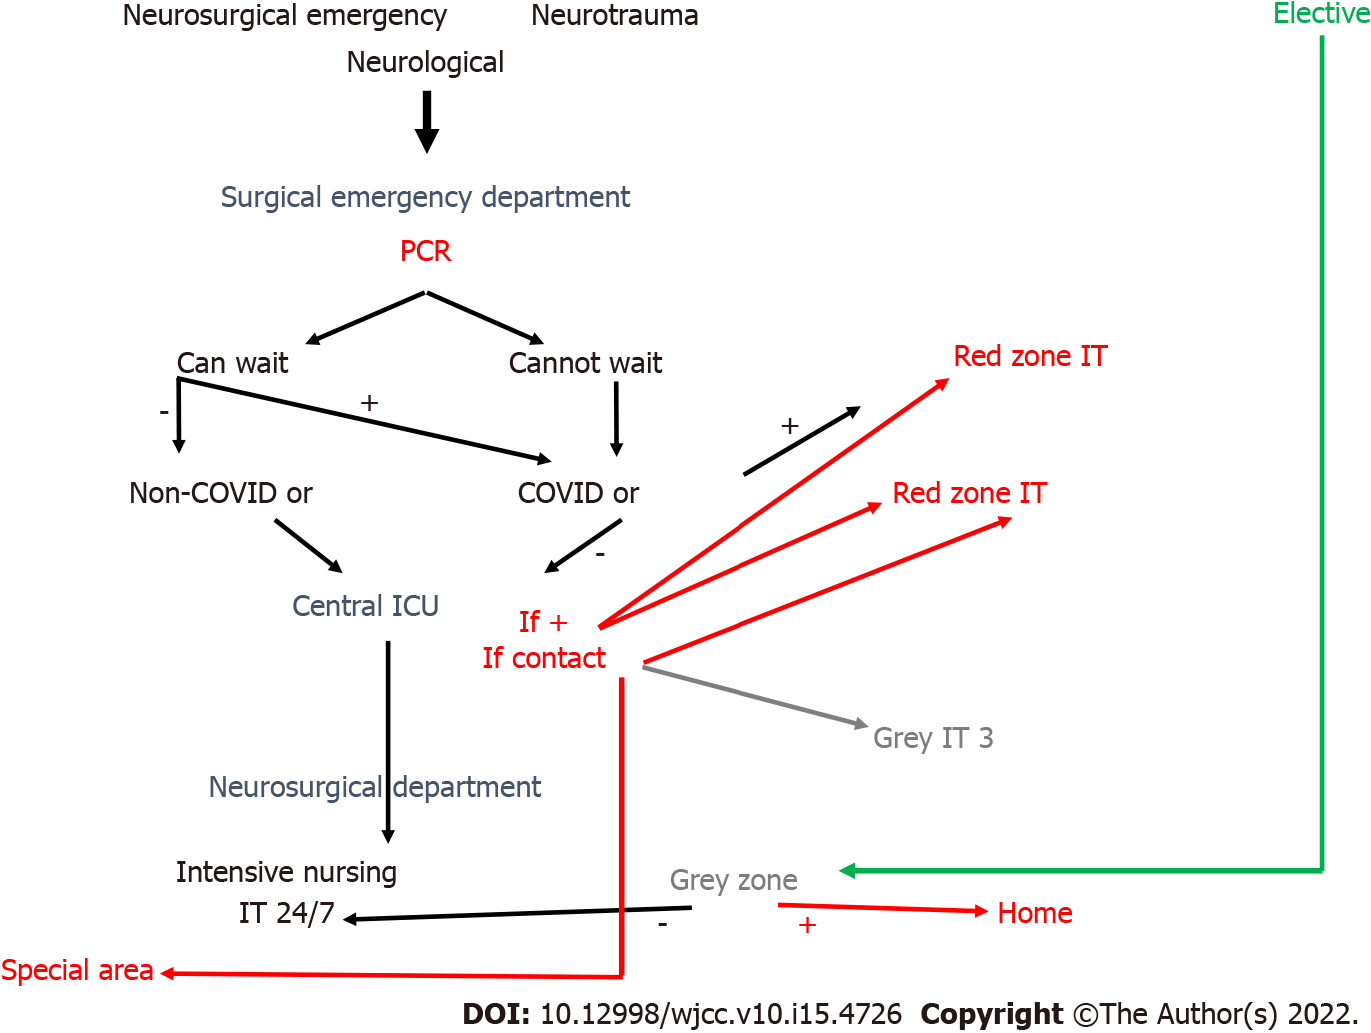 Neurosurgical emergency Neurotrauma Elective
Neurological
Surgical emergency department
PCR
Can wait Cannot wait Red zone IT
- + +
Non-COVID or COVID or Red zone IT
-
Central ICU If +
If contact
Grey IT 3
Neurosurgical department
Intensive nursing Grey zone
IT 24/7 - + Home
Special area
DOI: 10.12998/wjcc.v10.i15.4726 Copyright ©The Author(s) 2022.